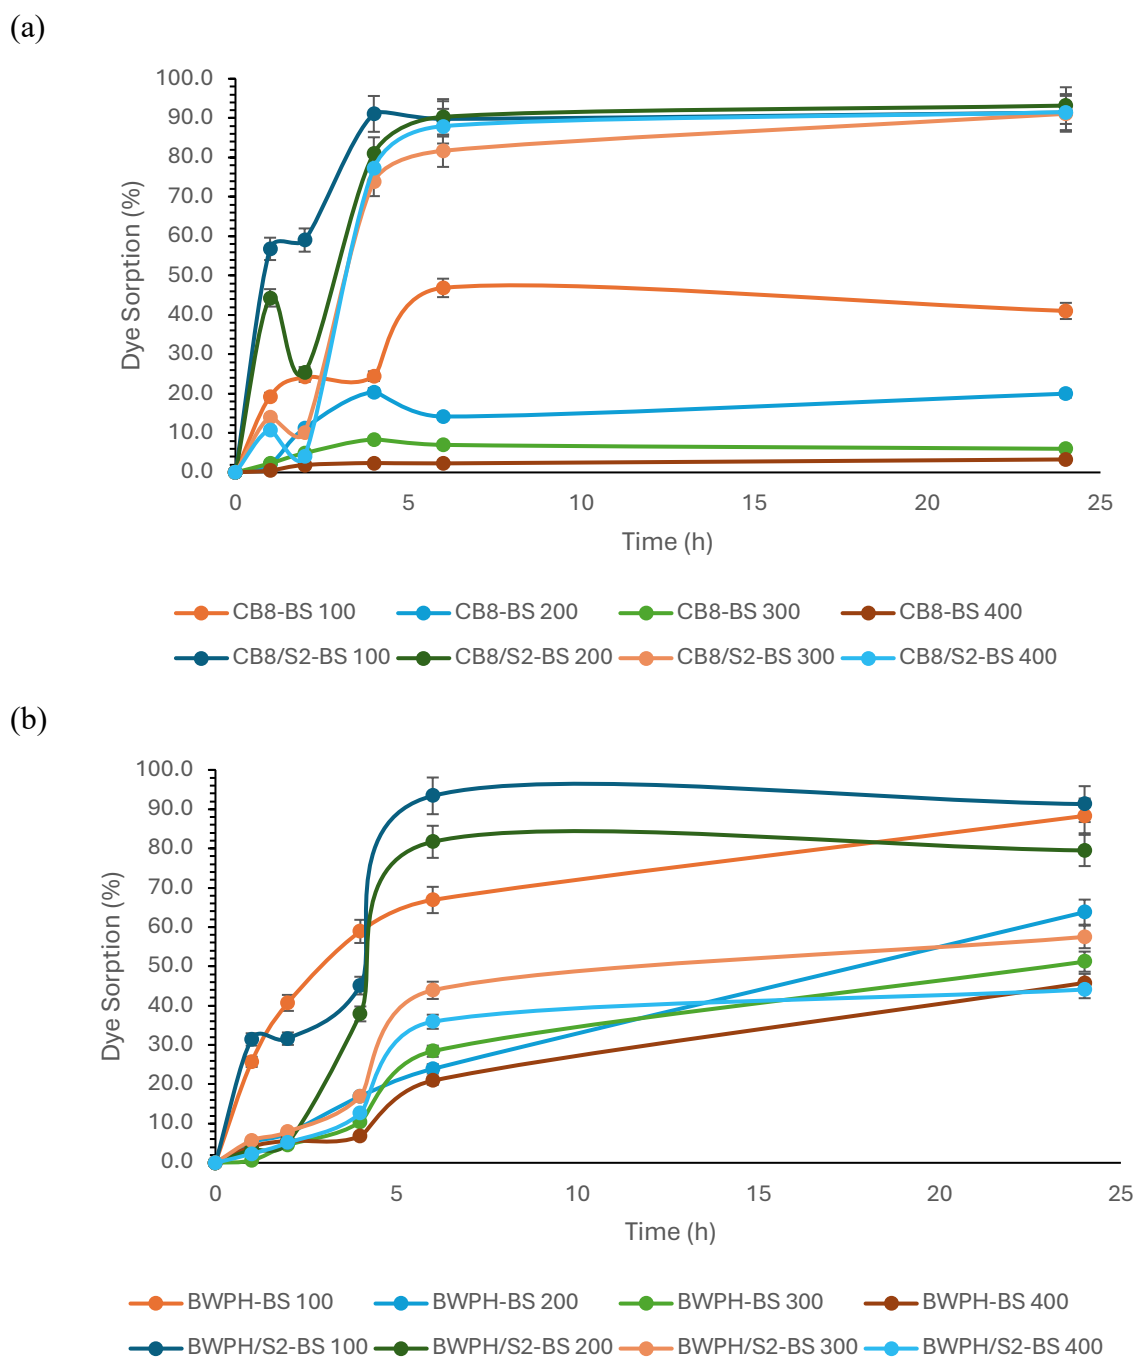 (a)
100.0
90.0
80.0
70.0
60.0
50.0
40.0
30.0
20.0
10.0
0.0
Dye Sorption (%)
0 5 10 15 20 25
Time (h)
CB8-BS 100 CB8-BS 200 CB8-BS 300 CB8-BS 400
CB8/S2-BS 100 CB8/S2-BS 200 CB8/S2-BS 300 CB8/S2-BS 400
(b)
100.0
90.0
80.0
70.0
60.0
50.0
40.0
30.0
20.0
10.0
0.0
Dye Sorption (%)
0 5 10 15 20 25
Time (h)
BWPH-BS 100 BWPH-BS 200 BWPH-BS 300 BWPH-BS 400
BWPH/S2-BS 100 BWPH/S2-BS 200 BWPH/S2-BS 300 BWPH/S2-BS 400